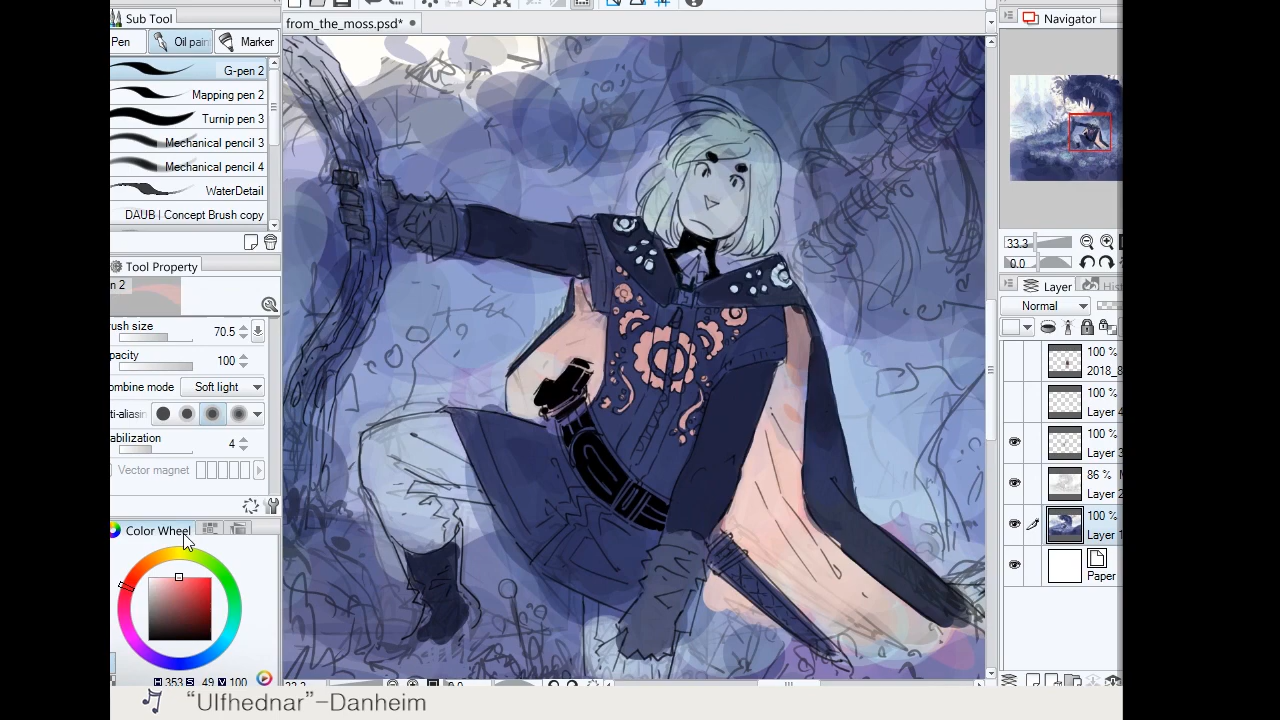 Sub Tool
from_the_moss.psd*
Navigator
Pen
Oil pain
Marker
G-pen 2
Mapping pen 2
Turnip pen 3
Mechanical pencil 3
Mechanical pencil 4
WaterDetail
DAUB | Concept Brush copy
33.3
0.0
Tool Property
n 2
Layer
His
Normal
rush size
70.5
pacity
100
ombine mode
Soft light
ti-aliasin
abilization
4
Vector magnet
100 %
2018_8
100 %
Layer 4
100 %
Layer 3
86 %
Layer 2
100 %
Layer 1
Paper
Color Wheel
H 353 S 49 V 100
"Ulfhednar"-Danheim